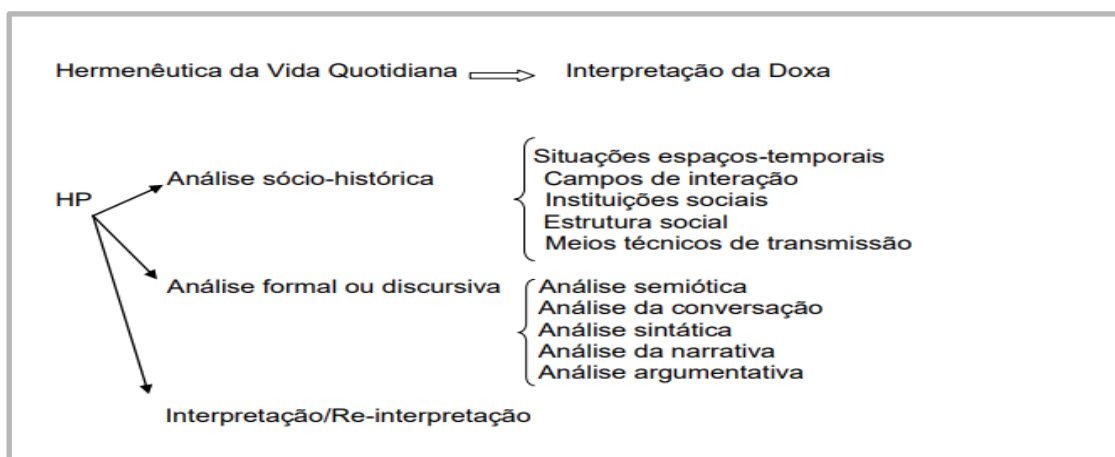 Hermenêutica da Vida Quotidiana Interpretação da Doxa
Situações espaços-temporais
Análise sócio-histórica Campos de interação
HP Instituições sociais
Estrutura social
Meios técnicos de transmissão
Análise formal ou discursiva Análise semiótica
Análise da conversação
Análise sintática
Análise da narrativa
Análise argumentativa
Interpretação/Re-interpretação